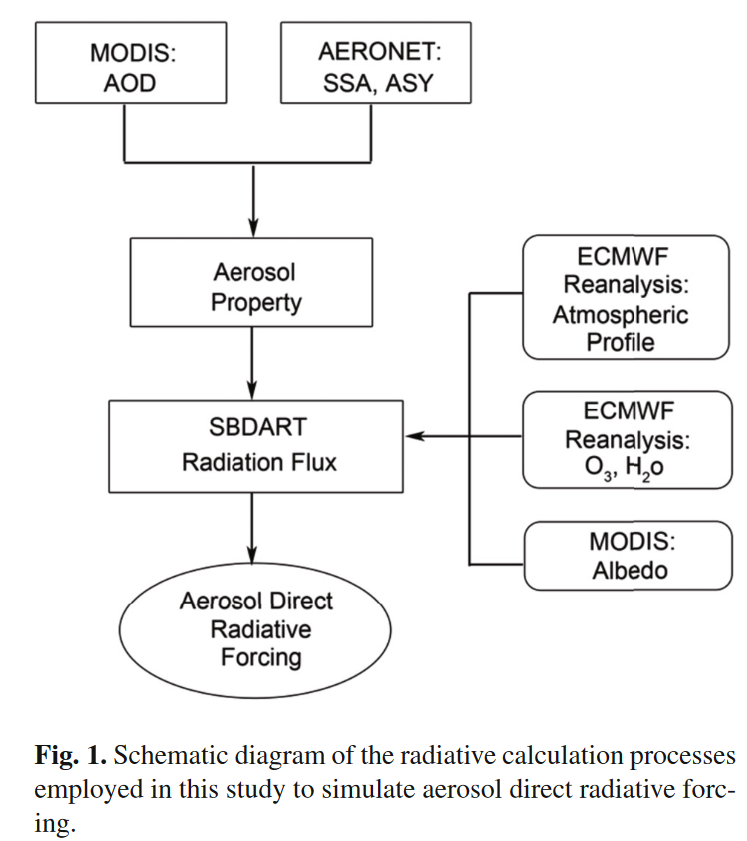 MODIS:
AOD
AERONET:
SSA, ASY
Aerosol
Property
ECMWF
Reanalysis:
Atmospheric
Profile
SBDART
Radiation Flux
ECMWF
Reanalysis:
O₃, H₂o
MODIS:
Albedo
Aerosol Direct
Radiative
Forcing
Fig. 1. Schematic diagram of the radiative calculation processes
employed in this study to simulate aerosol direct radiative forc-
ing.